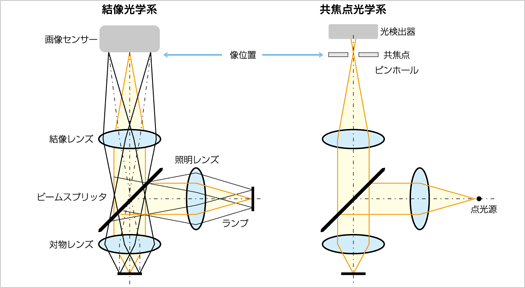 結像光学系
共焦点光学系
画像センサー
光検出器
像位置
共焦点
ピンホール
結像レンズ
照明レンズ
ビームスプリッタ
点光源
ランプ
対物レンズ